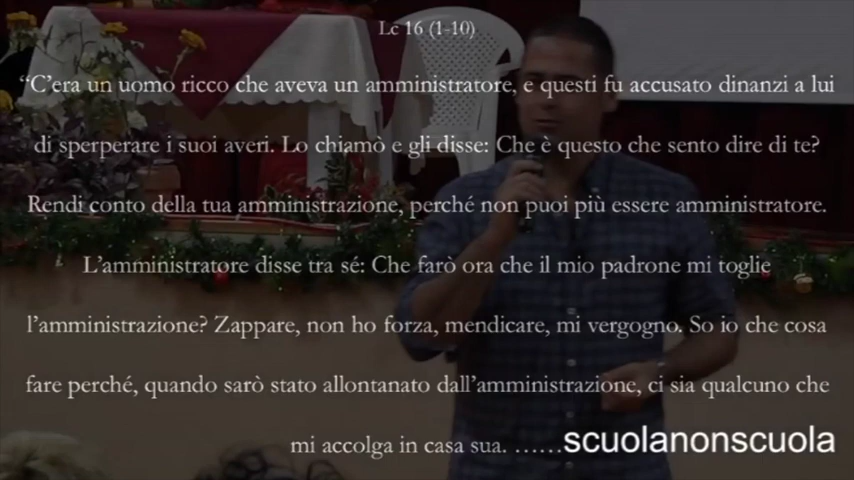 Lc 16 (1-10)
“C’era un uomo ricco che aveva un amministratore, e questi fu accusato dinanzi a lui
di sperperare i suoi averi. Lo chiamò e gli disse: Che è questo che sento dire di te?
Rendi conto della tua amministrazione, perché non puoi più essere amministratore.
L’amministratore disse tra sé: Che farò ora che il mio padrone mi toglie
l’amministrazione? Zappare, non ho forza, mendicare, mi vergogno. So io che cosa
fare perché, quando sarò stato allontanato dall’amministrazione, ci sia qualcuno che
mi accolga in casa sua. ……scuolanonscuola